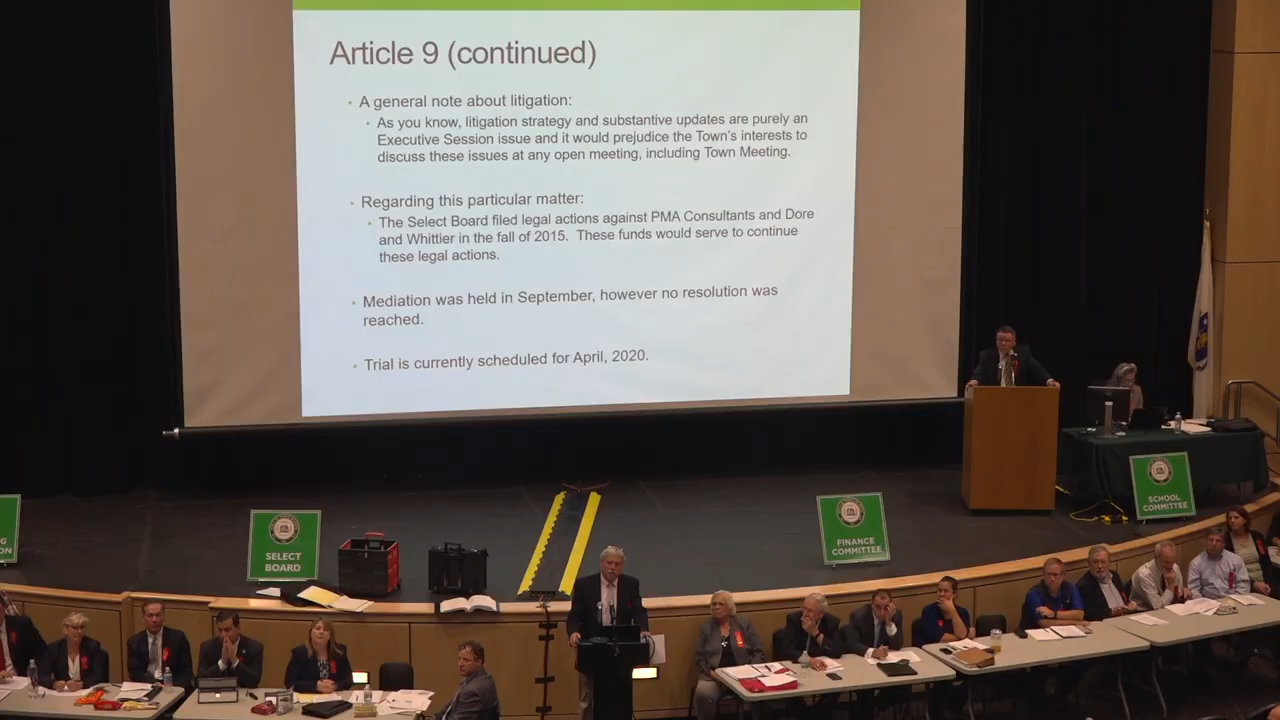 Article 9 (continued)
• A general note about litigation:
• As you know, litigation strategy and substantive updates are purely an
Executive Session issue and it would prejudice the Town's interests to
discuss these issues at any open meeting, including Town Meeting.
• Regarding this particular matter:
• The Select Board filed legal actions against PMA Consultants and Dore
and Whittier in the fall of 2015. These funds would serve to continue
these legal actions.
• Mediation was held in September, however no resolution was
reached.
• Trial is currently scheduled for April, 2020.
SCHOOL
COMMITTEE
FINANCE
COMMITTEE
SELECT
BOARD